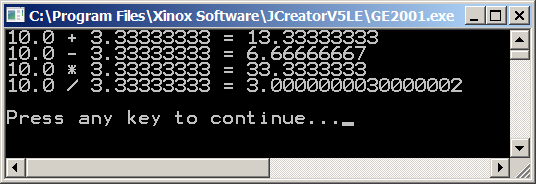 C:\Program Files\Xinox Software\JCreatorV5LE\GE2001.exe
10.0 + 3.33333333 = 13.33333333
10.0 - 3.33333333 = 6.66666667
10.0 * 3.33333333 = 33.3333333
10.0 / 3.33333333 = 3.0000000030000002
Press any key to continue..._